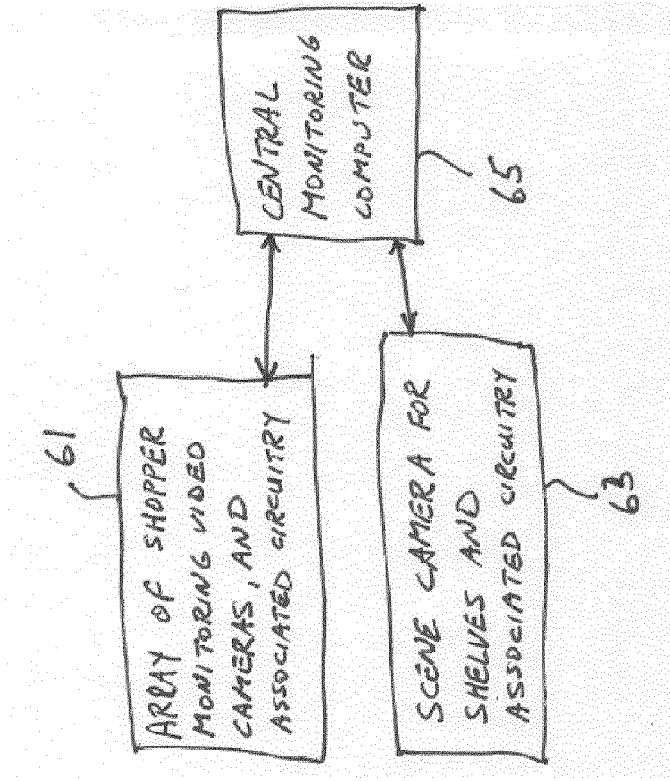 61
ARRAY OF SHOPPER
MONITORING VIDEO
CAMERAS, AND
ASSOCIATED CIRCUITRY
CENTRAL
MONITORING
COMPUTER
65
SCENE CAMERA FOR
SHELVES AND
ASSOCIATED CIRCUITRY
63